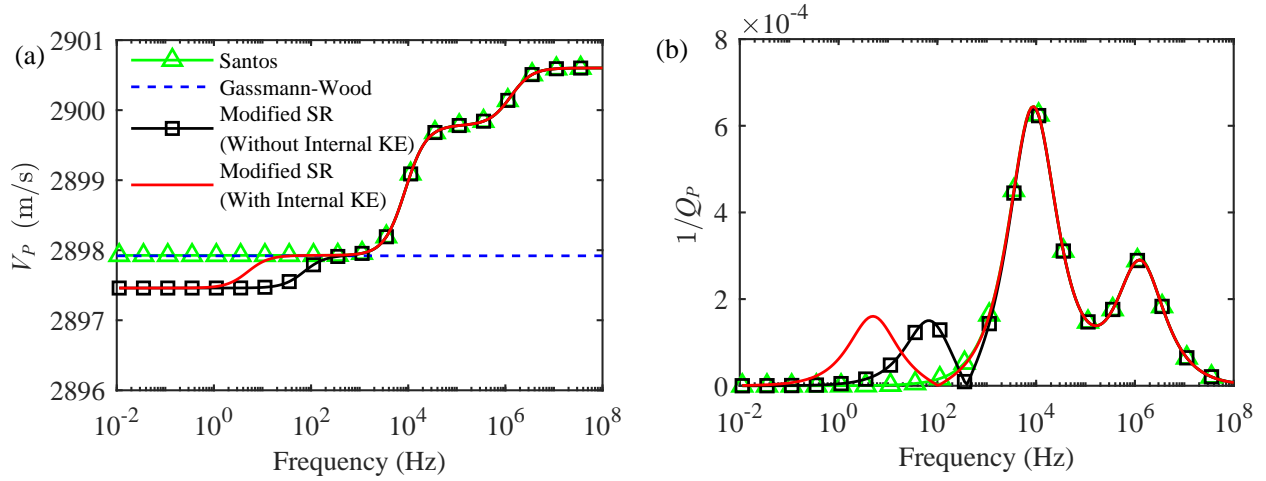 (a)
2901
2900
2899
2898
2897
2896
V_P (m/s)
Santos
Gassmann-Wood
Modified SR
(Without Internal KE)
Modified SR
(With Internal KE)
10^-2 10^0 10^2 10^4 10^6 10^8
Frequency (Hz)
(b)
×10^-4
8
6
4
2
0
1/Q_P
10^-2 10^0 10^2 10^4 10^6 10^8
Frequency (Hz)